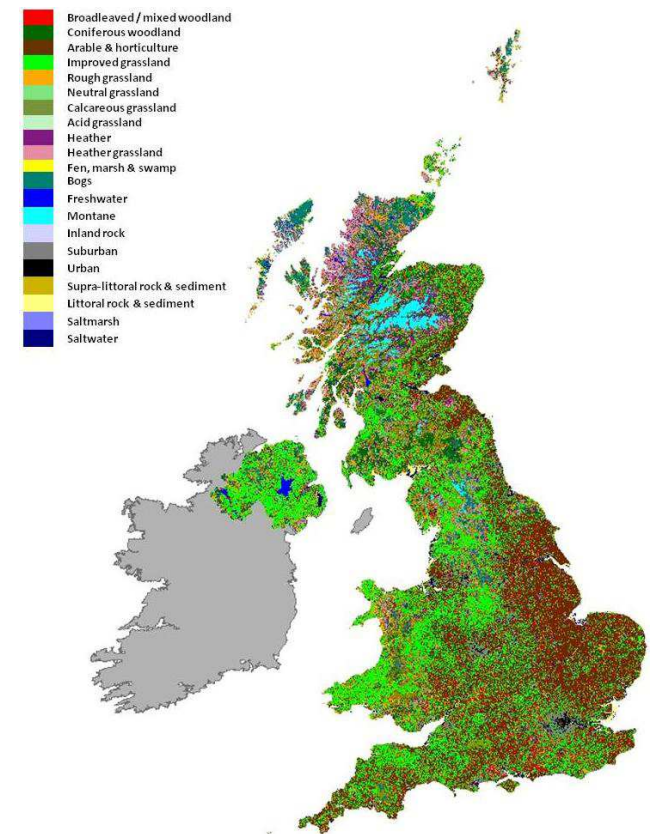 Broadleaved / mixed woodland
Coniferous woodland
Arable & horticulture
Improved grassland
Rough grassland
Neutral grassland
Calcareous grassland
Acid grassland
Heather
Heather grassland
Fen, marsh & swamp
Bogs
Freshwater
Montane
Inland rock
Suburban
Urban
Supra-littoral rock & sediment
Littoral rock & sediment
Saltmarsh
Saltwater